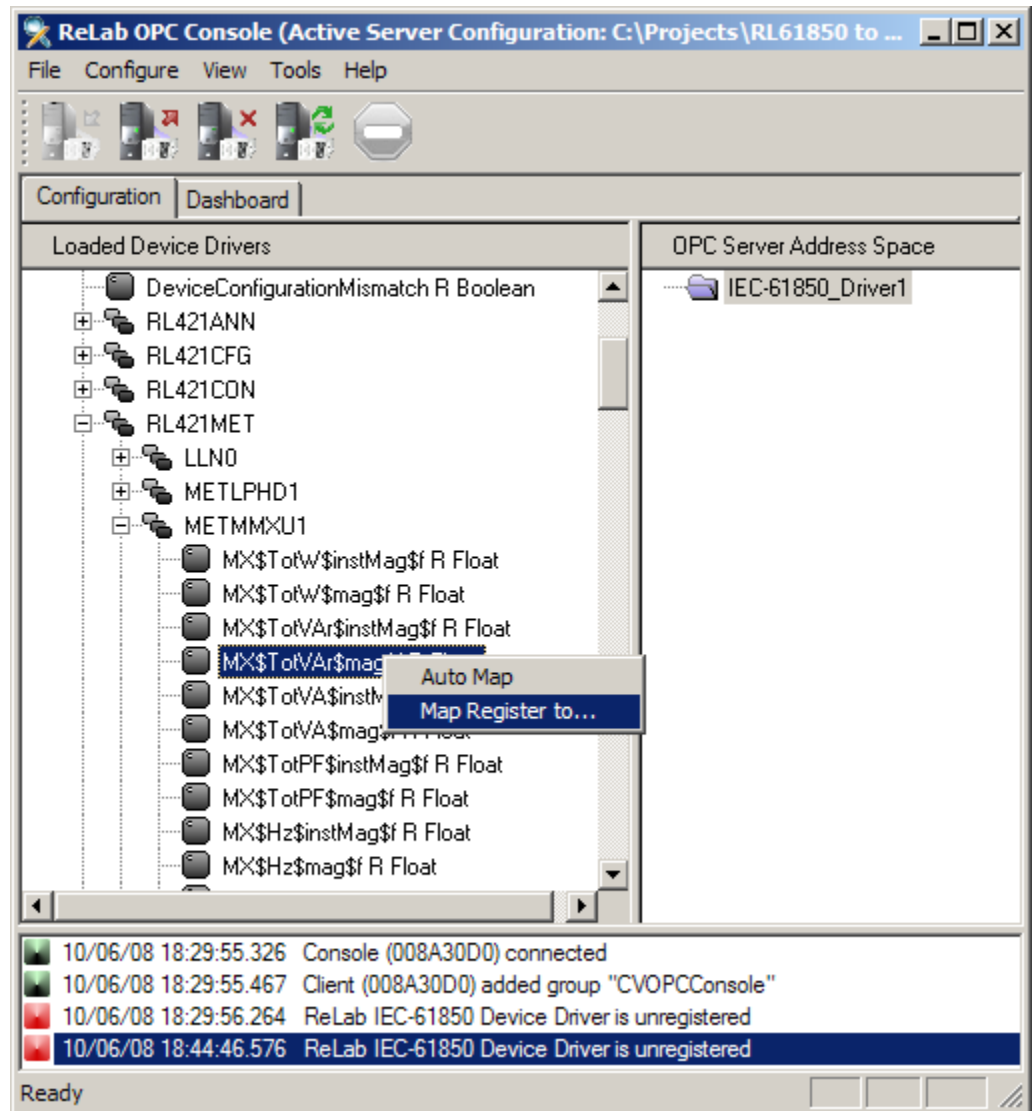 ReLab OPC Console (Active Server Configuration: C:\Projects\RL61850 to ...
File Configure View Tools Help
Configuration Dashboard
Loaded Device Drivers
OPC Server Address Space
DeviceConfigurationMismatch R Boolean
IEC-61850_Driver1
RL421ANN
RL421CFG
RL421CON
RL421MET
LLN0
METLPHD1
METMMXU1
MX$TotW$instMag$f R Float
MX$TotW$mag$f R Float
MX$TotVAr$instMag$f R Float
MX$TotVAr$mag
Auto Map
MX$TotVA$instM
Map Register to...
MX$TotVA$mag
MX$TotPF$instMag$f R Float
MX$TotPF$mag$f R Float
MX$Hz$instMag$f R Float
MX$Hz$mag$f R Float
10/06/08 18:29:55.326 Console (008A30D0) connected
10/06/08 18:29:55.467 Client (008A30D0) added group "CVOPCConsole"
10/06/08 18:29:56.264 ReLab IEC-61850 Device Driver is unregistered
10/06/08 18:44:46.576 ReLab IEC-61850 Device Driver is unregistered
Ready